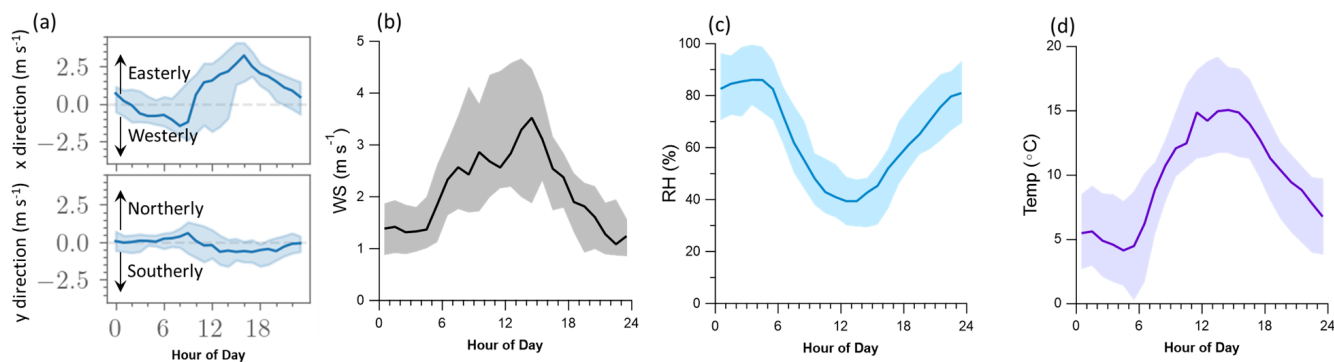 (a)
x direction (m s⁻¹)
2.5
0.0
−2.5
Easterly
Westerly
y direction (m s⁻¹)
2.5
0.0
−2.5
Northerly
Southerly
0 6 12 18
Hour of Day
(b)
WS (m s⁻¹)
5
4
3
2
1
0
0 6 12 18 24
Hour of Day
(c)
RH (%)
100
80
60
40
20
0
0 6 12 18 24
Hour of Day
(d)
Temp (°C)
20
15
10
5
0
0 6 12 18 24
Hour of Day